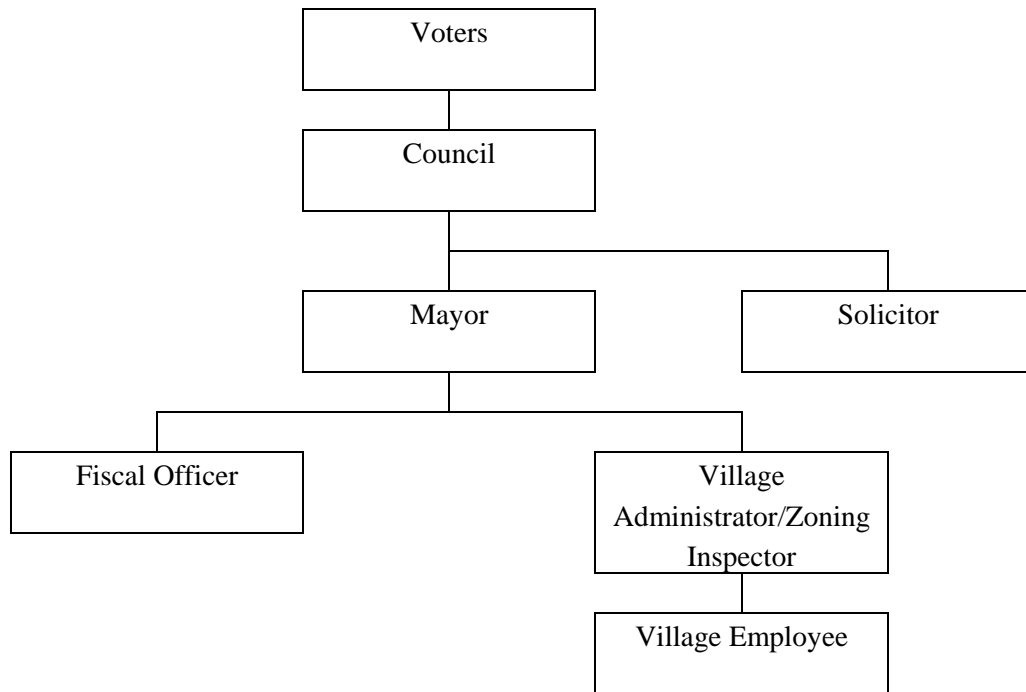 Voters
Council
Mayor
Solicitor
Fiscal Officer
Village
Administrator/Zoning
Inspector
Village Employee